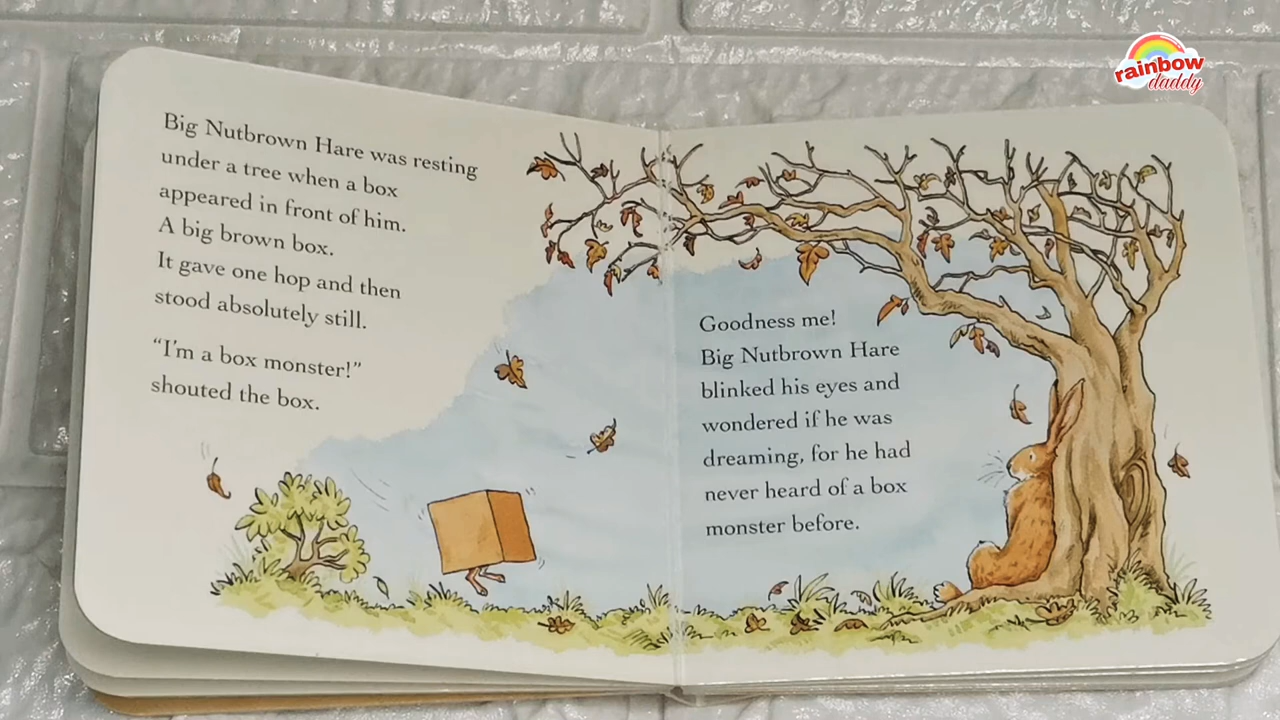 Big Nutbrown Hare was resting
under a tree when a box
appeared in front of him.
A big brown box.
It gave one hop and then
stood absolutely still.
“I’m a box monster!”
shouted the box.
Goodness me!
Big Nutbrown Hare
blinked his eyes and
wondered if he was
dreaming, for he had
never heard of a box
monster before.
rainbow
daddy